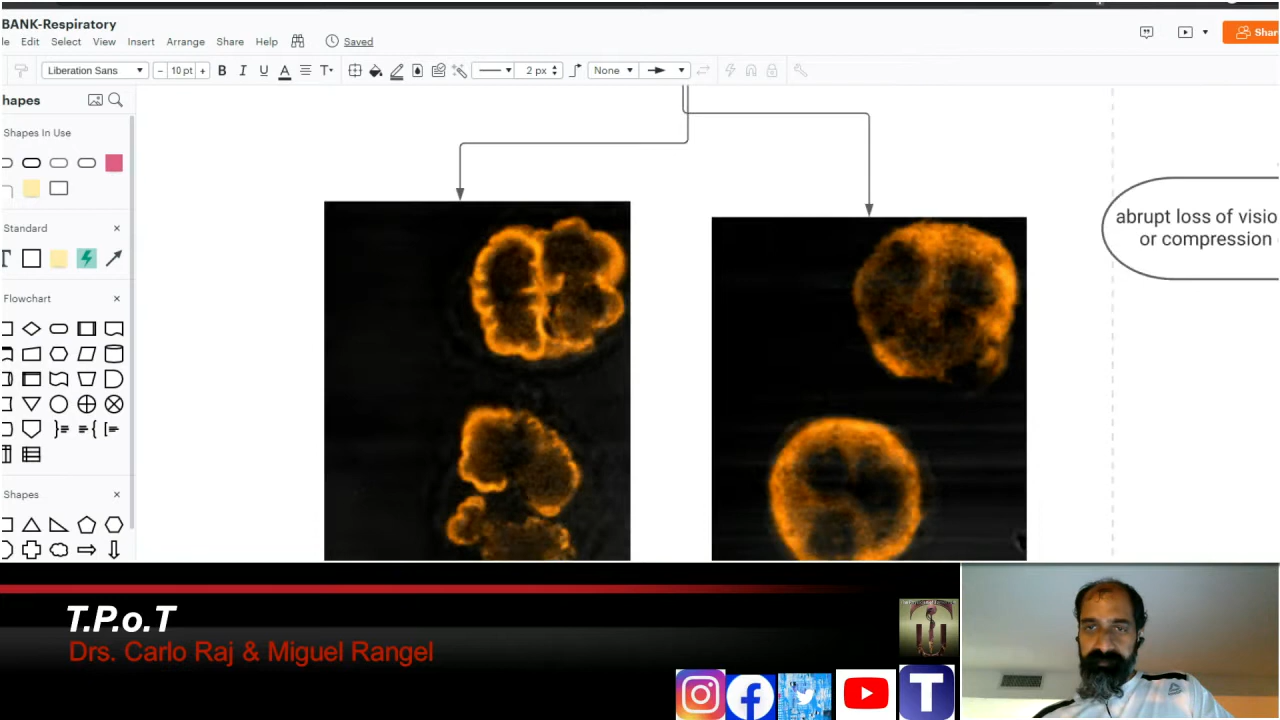 BANK-Respiratory
le Edit Select View Insert Arrange Share Help Saved
Shar
Liberation Sans - 10 pt + B I U A T 2 px None
hapes
Shapes In Use
Standard
T
Flowchart
Shapes
abrupt loss of visio
or compression
T.P.o.T
Drs. Carlo Raj & Miguel Rangel
T